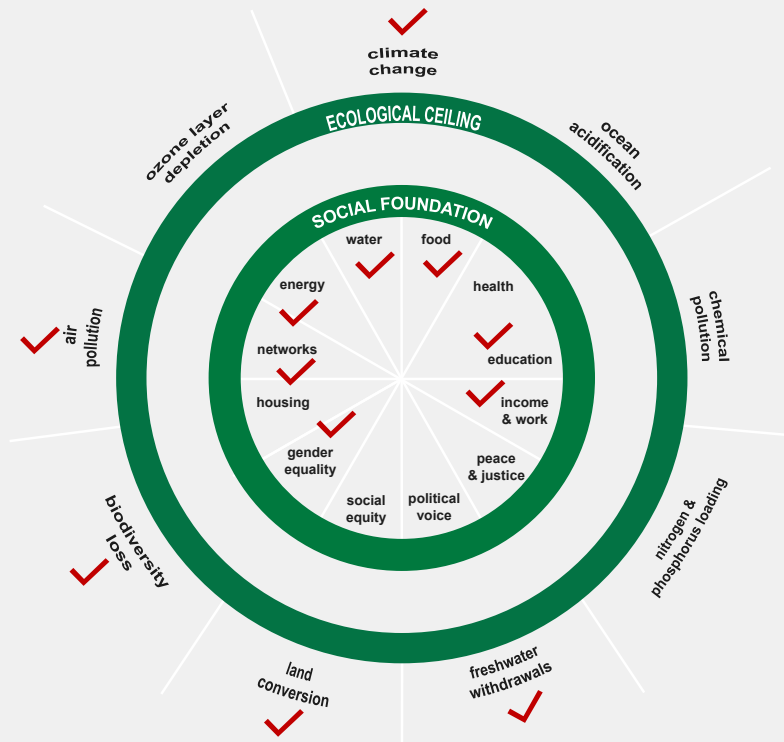 climate
change
ECOLOGICAL CEILING
ozone layer
depletion
ocean
acidification
SOCIAL FOUNDATION
water
food
energy
health
networks
education
housing
income
& work
gender
equality
peace
& justice
social
equity
political
voice
air
pollution
chemical
pollution
biodiversity
loss
nitrogen &
phosphorus loading
land
conversion
freshwater
withdrawals